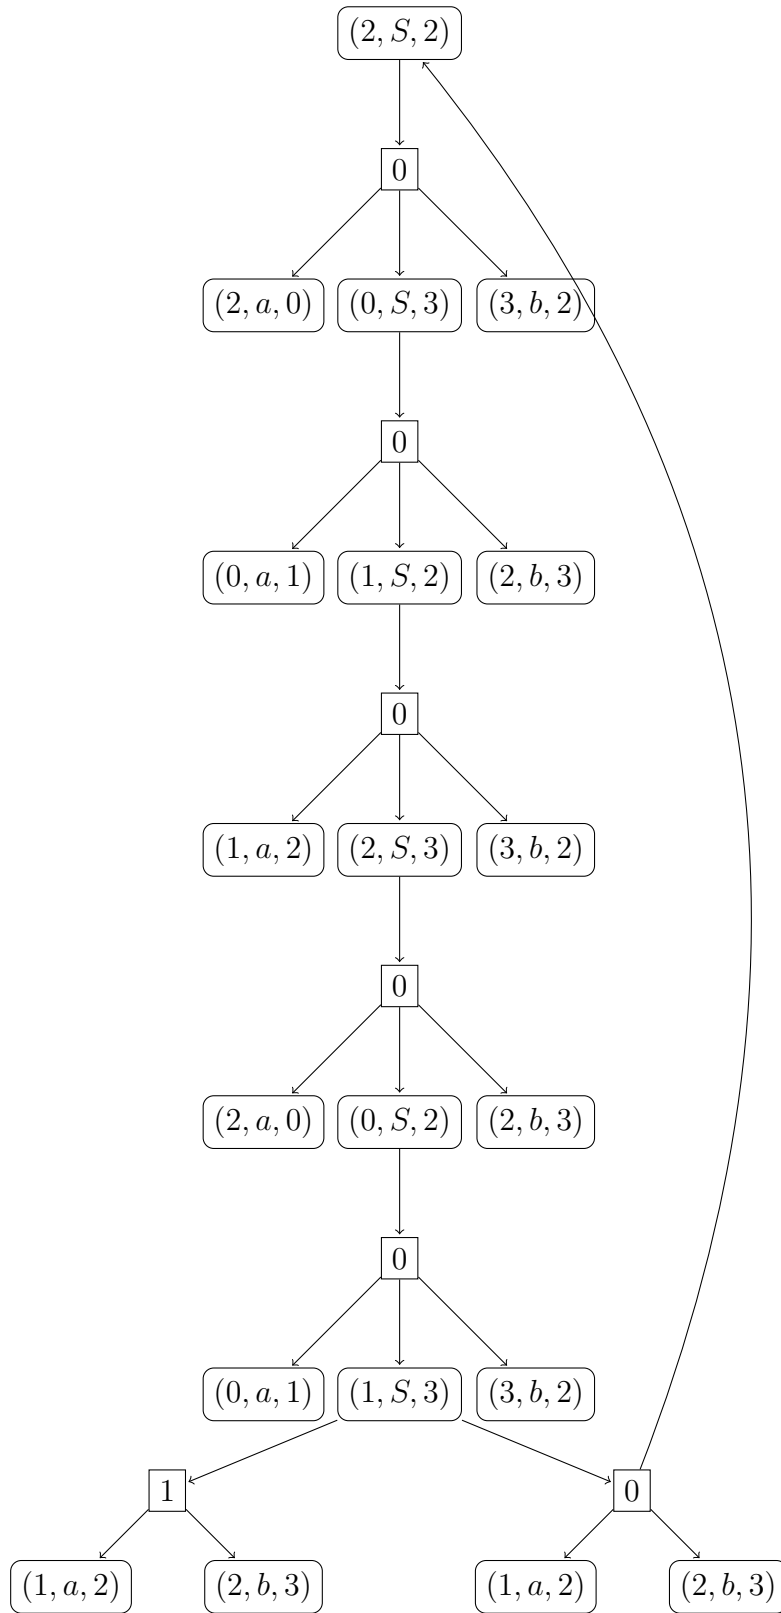 (2, S, 2)
0
(2, a, 0) (0, S, 3) (3, b, 2)
0
(0, a, 1) (1, S, 2) (2, b, 3)
0
(1, a, 2) (2, S, 3) (3, b, 2)
0
(2, a, 0) (0, S, 2) (2, b, 3)
0
(0, a, 1) (1, S, 3) (3, b, 2)
1 0
(1, a, 2) (2, b, 3) (1, a, 2) (2, b, 3)